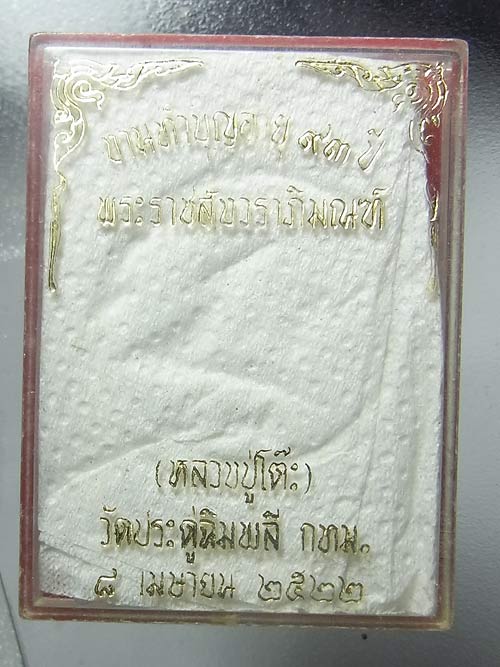 งานทำบุญอายุ ๙๓ ปี
พระราชสังวราภิมณฑ์
(หลวงปู่โต๊ะ)
วัดประดู่ฉิมพลี กทม.
๘ เมษายน ๒๕๒๒